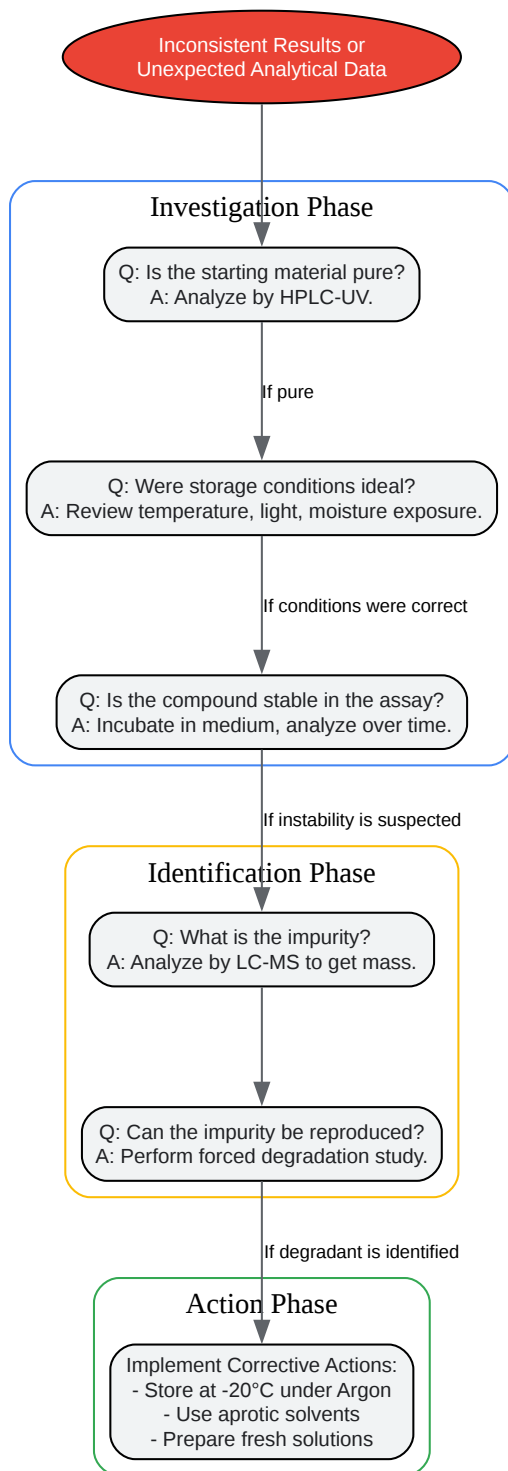 Inconsistent Results or
Unexpected Analytical Data
Investigation Phase
Q: Is the starting material pure?
A: Analyze by HPLC-UV.
If pure
Q: Were storage conditions ideal?
A: Review temperature, light, moisture exposure.
If conditions were correct
Q: Is the compound stable in the assay?
A: Incubate in medium, analyze over time.
If instability is suspected
Identification Phase
Q: What is the impurity?
A: Analyze by LC-MS to get mass.
Q: Can the impurity be reproduced?
A: Perform forced degradation study.
If degradant is identified
Action Phase
Implement Corrective Actions:
- Store at -20°C under Argon
- Use aprotic solvents
- Prepare fresh solutions